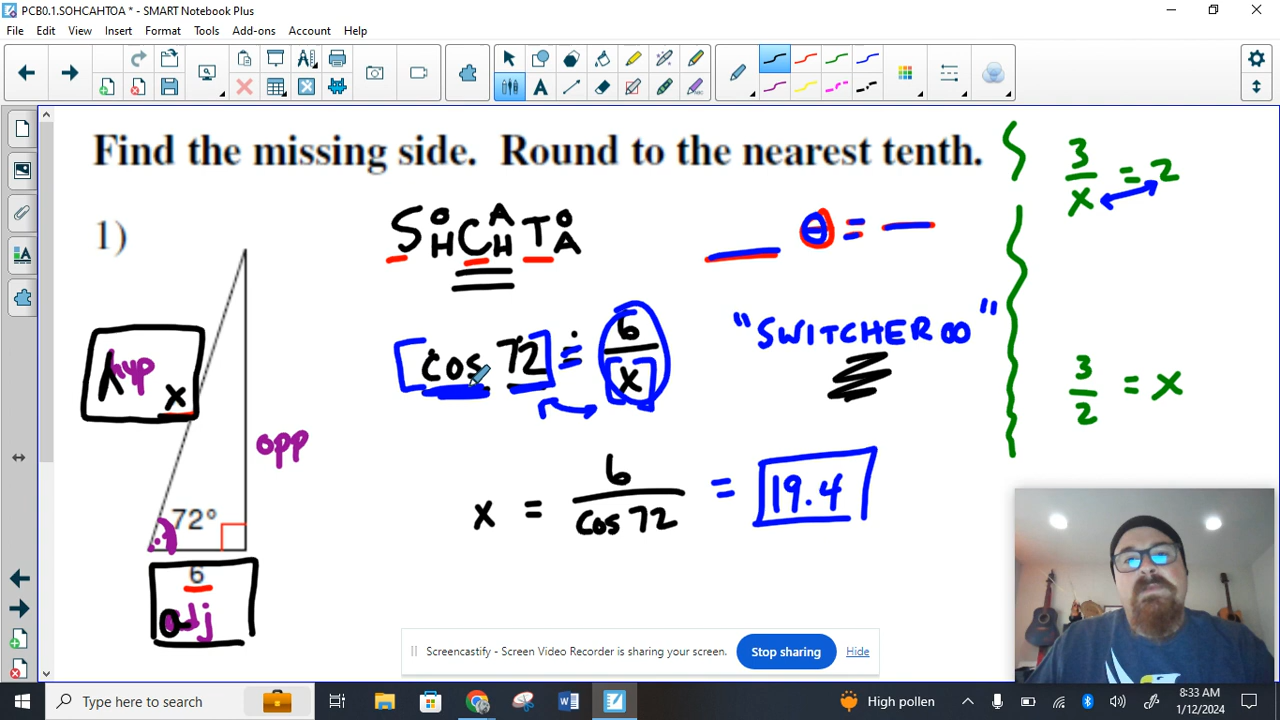 PCB0.1.SOHCAHTOA * - SMART Notebook Plus
File Edit View Insert Format Tools Add-ons Account Help
Find the missing side. Round to the nearest tenth.
1)
SOH CAH TOA
θ =
3/x = 2
cos 72 = 6/x
"SWITCHEROO"
3/2 = x
hyp
x
opp
72°
6
adj
x = 6/cos 72 = 19.4
Screencastify - Screen Video Recorder is sharing your screen.
Stop sharing
Hide
Type here to search
High pollen
8:33 AM
1/12/2024